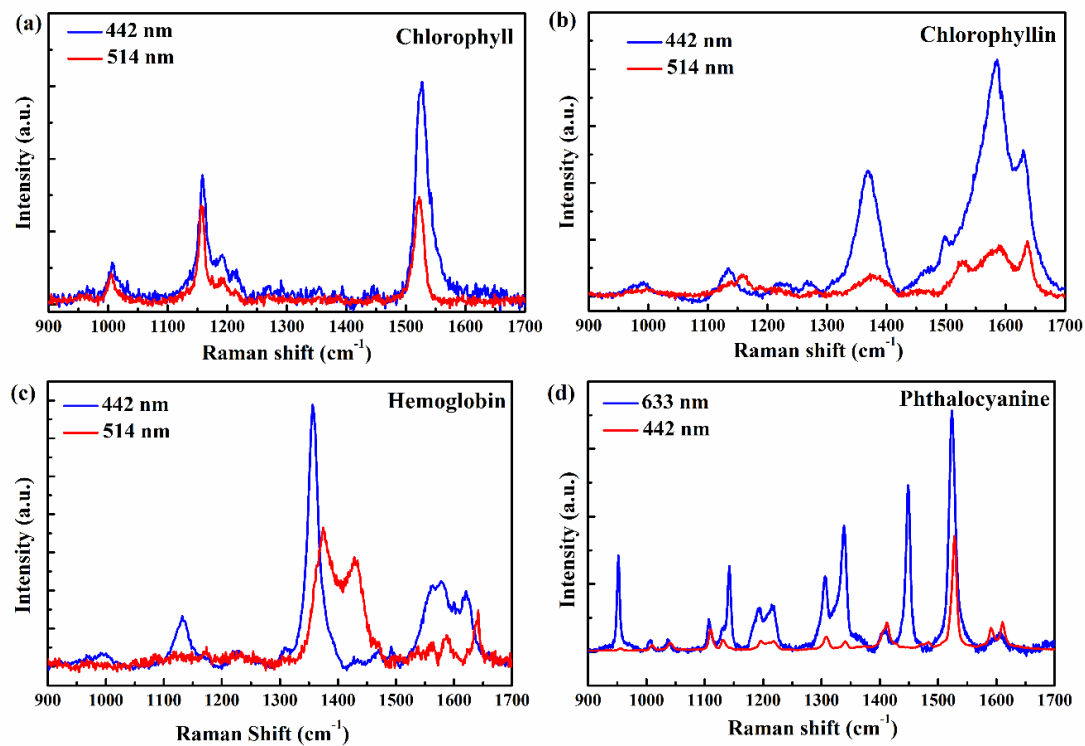 (a)
442 nm
514 nm
Chlorophyll
Intensity (a.u.)
900 1000 1100 1200 1300 1400 1500 1600 1700
Raman shift (cm-1)
(b)
442 nm
514 nm
Chlorophyllin
Intensity (a.u.)
900 1000 1100 1200 1300 1400 1500 1600 1700
Raman shift (cm-1)
(c)
442 nm
514 nm
Hemoglobin
Intensity (a.u.)
900 1000 1100 1200 1300 1400 1500 1600 1700
Raman Shift (cm-1)
(d)
633 nm
442 nm
Phthalocyanine
Intensity (a.u.)
900 1000 1100 1200 1300 1400 1500 1600 1700
Raman shift (cm-1)